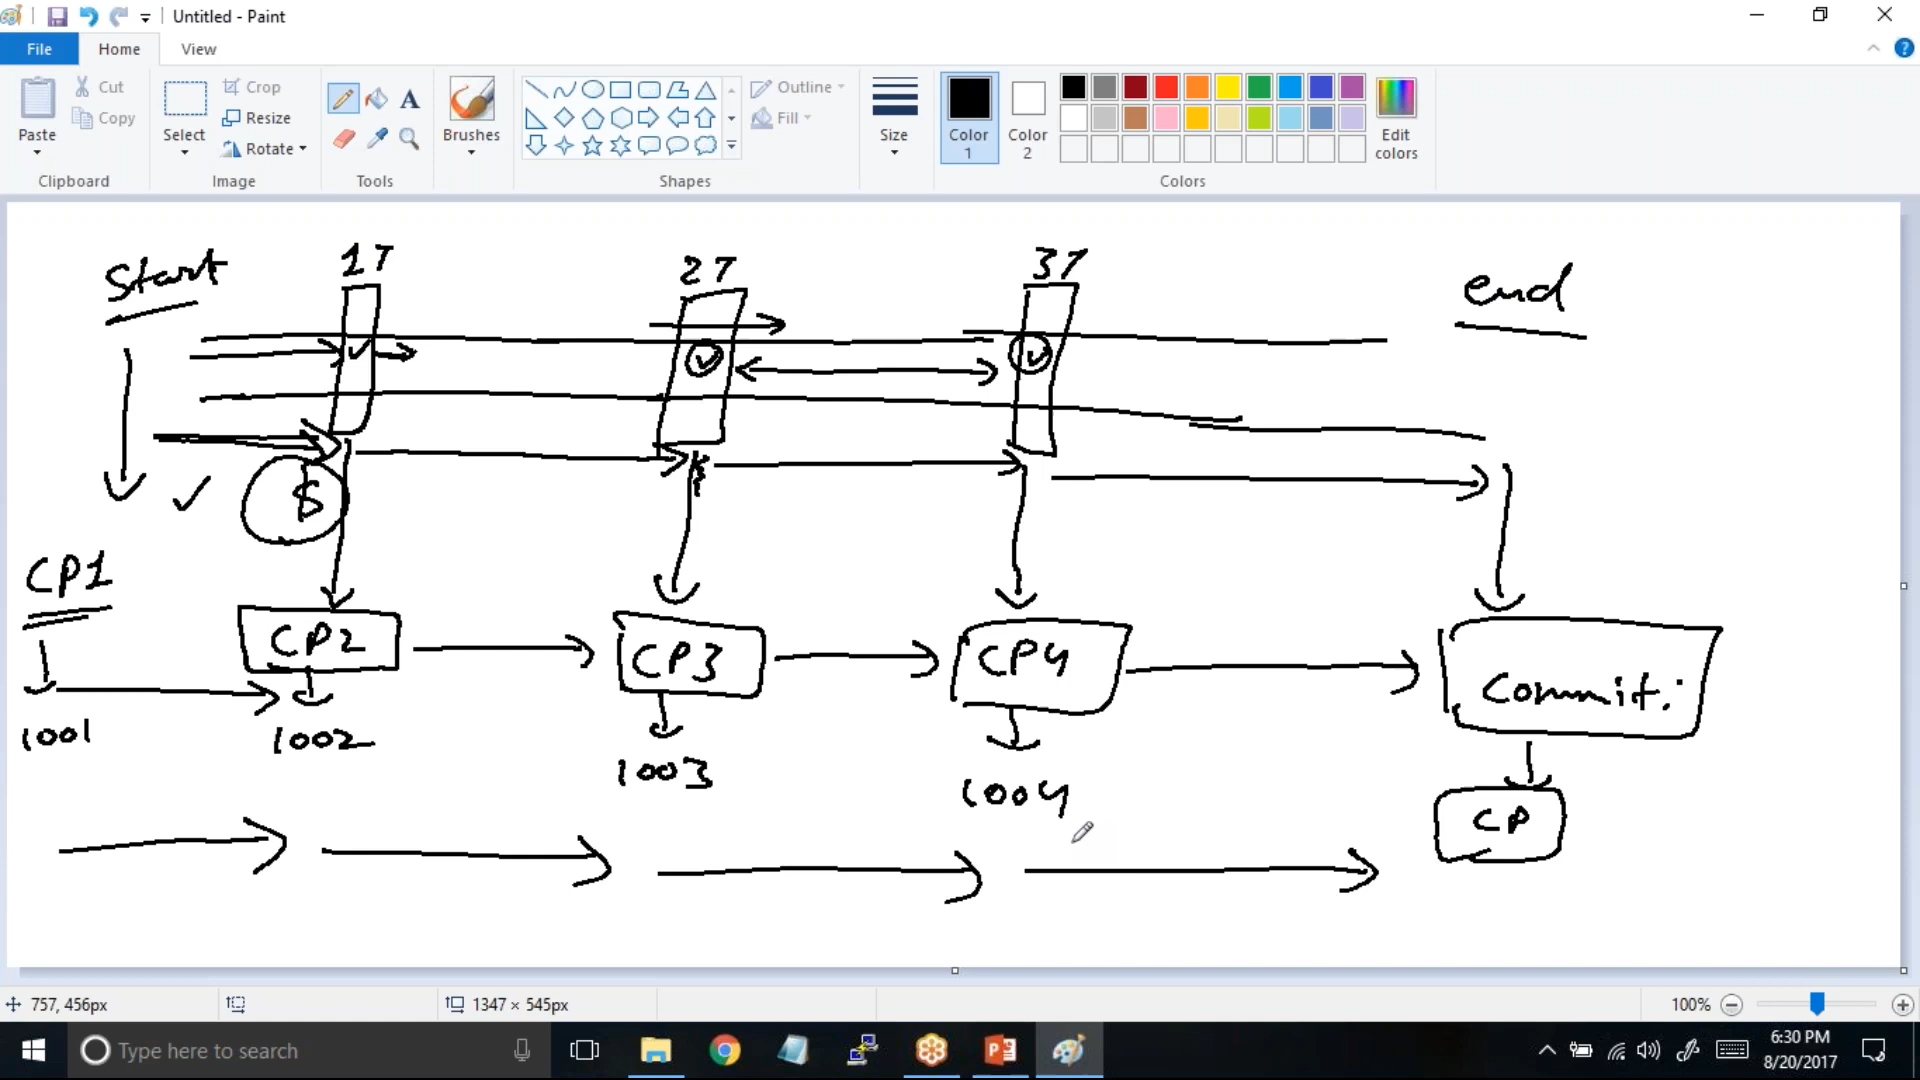 Untitled - Paint
File Home View
Cut
Copy
Paste
Clipboard
Select
Crop
Resize
Rotate
Image
Tools
Brushes
Shapes
Outline
Fill
Size
Color 1
Color 2
Edit colors
Colors
Start
1T
2T
3T
end
S
CP1
CP2
CP3
CP4
Commit:
1001
1002
1003
1004
CP
757, 456px
1347 × 545px
100%
Type here to search
6:30 PM
8/20/2017